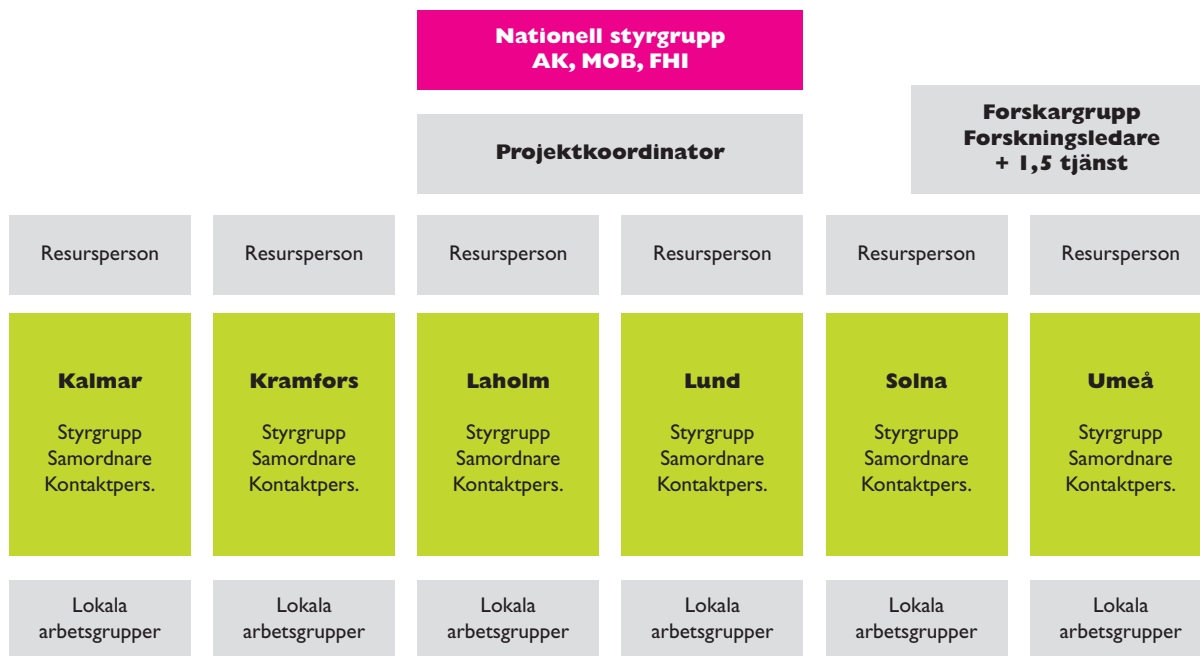 Nationell styrgrupp
AK, MOB, FHI
Forskargrupp
Forskningsledare
+ 1,5 tjänst
Projektkoordinator
Resursperson
Resursperson
Resursperson
Resursperson
Resursperson
Resursperson
Kalmar
Styrgrupp
Samordnare
Kontaktpers.
Kramfors
Styrgrupp
Samordnare
Kontaktpers.
Laholm
Styrgrupp
Samordnare
Kontaktpers.
Lund
Styrgrupp
Samordnare
Kontaktpers.
Solna
Styrgrupp
Samordnare
Kontaktpers.
Umeå
Styrgrupp
Samordnare
Kontaktpers.
Lokala
arbetsgrupper
Lokala
arbetsgrupper
Lokala
arbetsgrupper
Lokala
arbetsgrupper
Lokala
arbetsgrupper
Lokala
arbetsgrupper